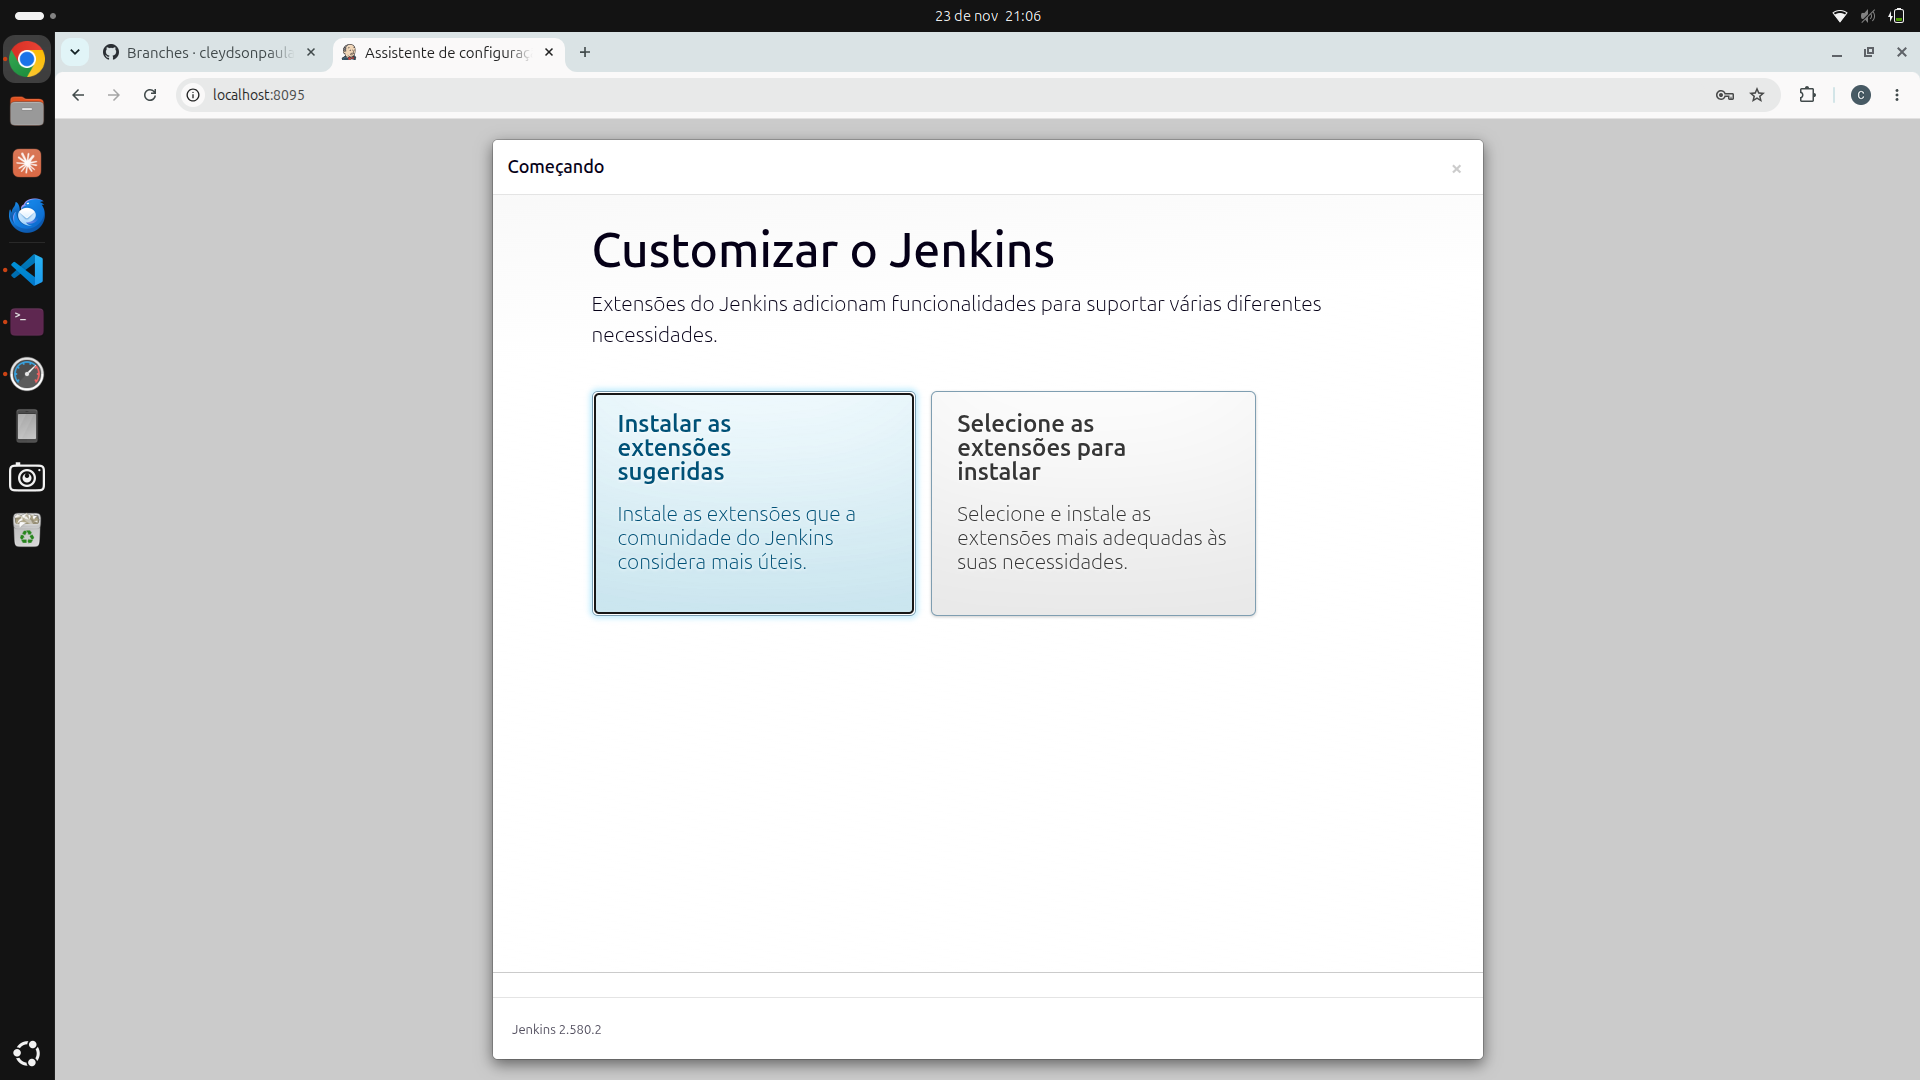 23 de nov 21:06
Branches · cleydsonpaula
Assistente de configuraç
localhost:8095
C
Começando
Customizar o Jenkins
Extensões do Jenkins adicionam funcionalidades para suportar várias diferentes
necessidades.
Instalar as
extensões
sugeridas
Instale as extensões que a
comunidade do Jenkins
considera mais úteis.
Selecione as
extensões para
instalar
Selecione e instale as
extensões mais adequadas às
suas necessidades.
Jenkins 2.580.2